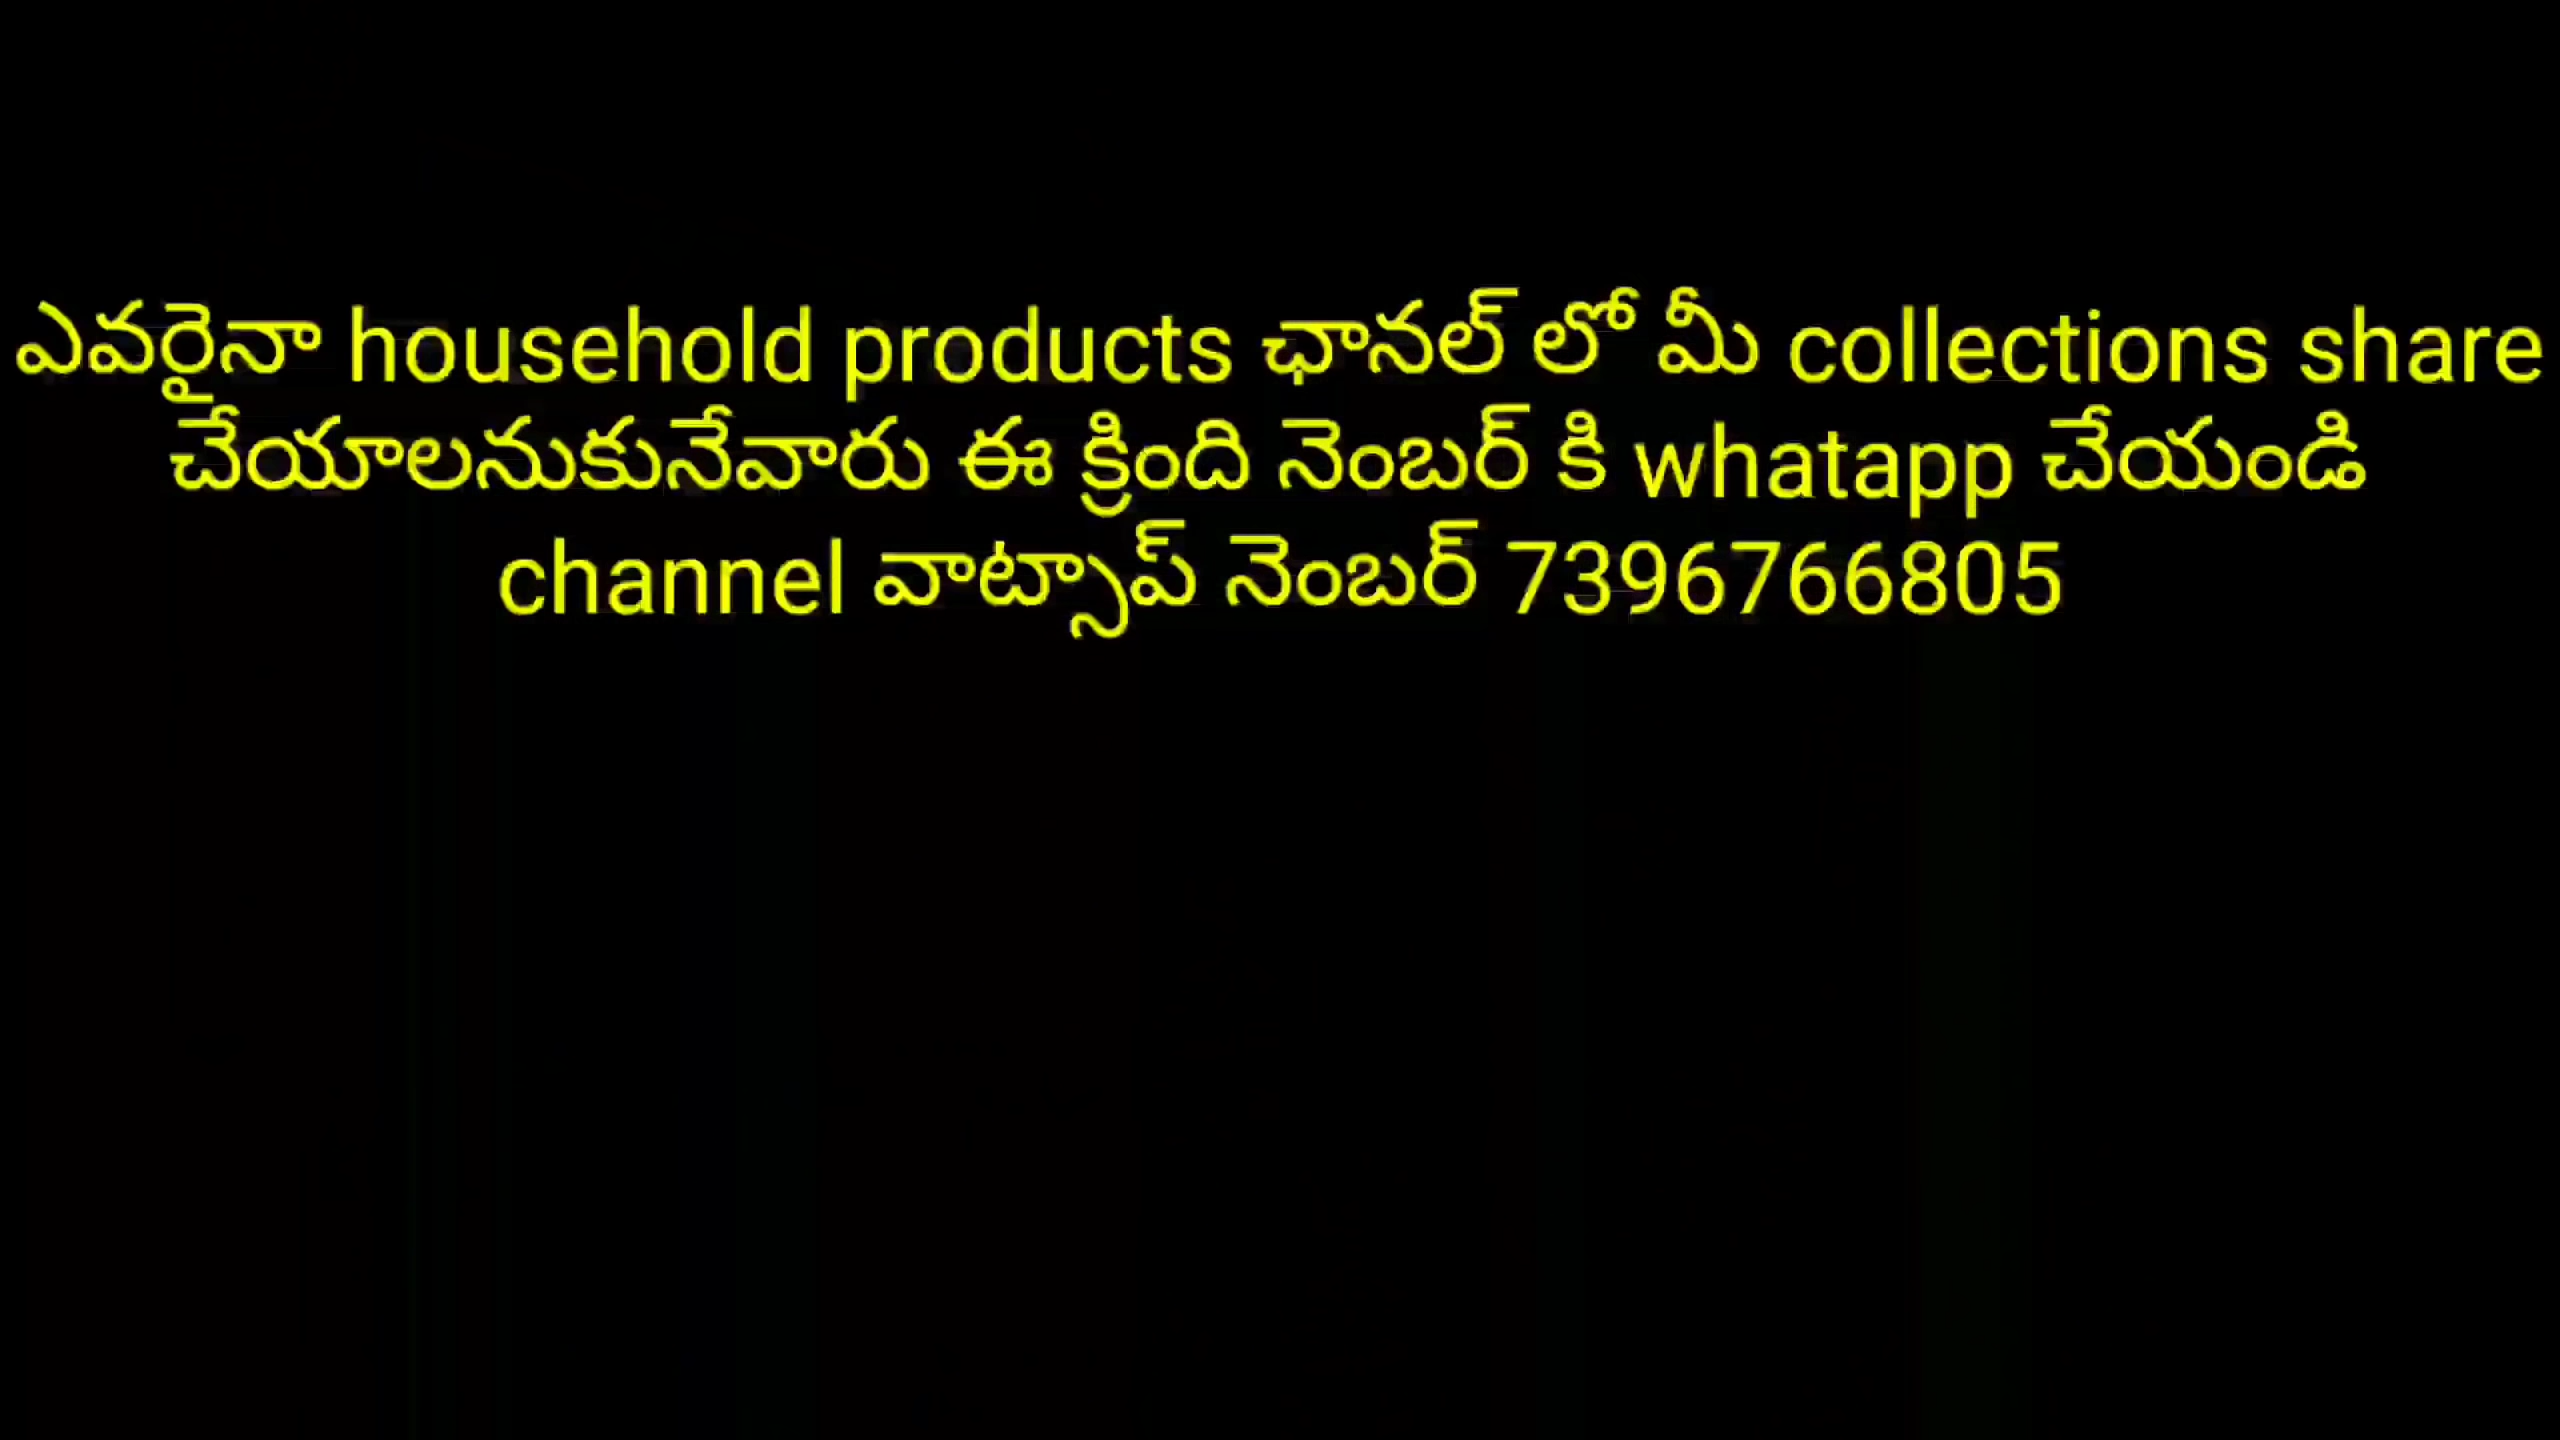 ఎవరైనా household products ఛానల్ లో మీ collections share
చేయాలనుకునేవారు ఈ క్రింది నెంబర్ కి whatapp చేయండి
channel వాట్సాప్ నెంబర్ 7396766805